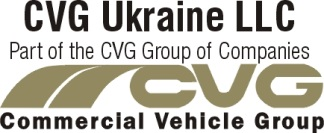 CVG Ukraine LLC
Part of the CVG Group of Companies
CVG
Commercial Vehicle Group